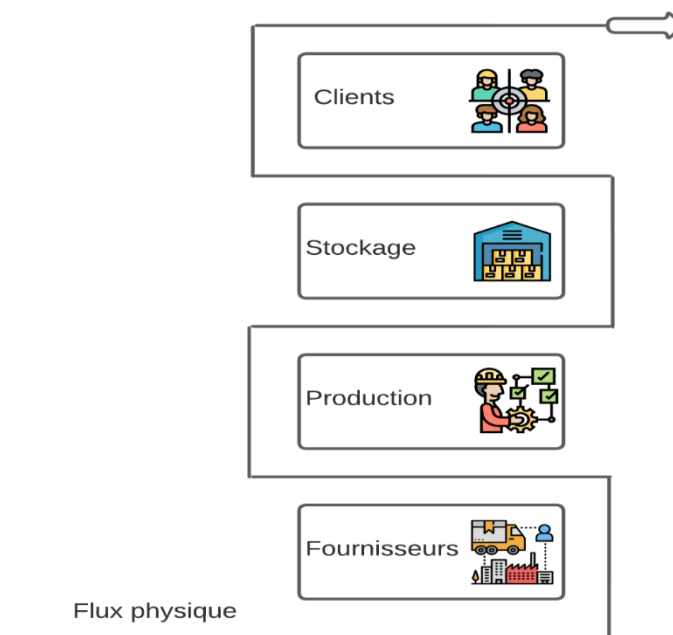 Clients
Stockage
Production
Fournisseurs
Flux physique